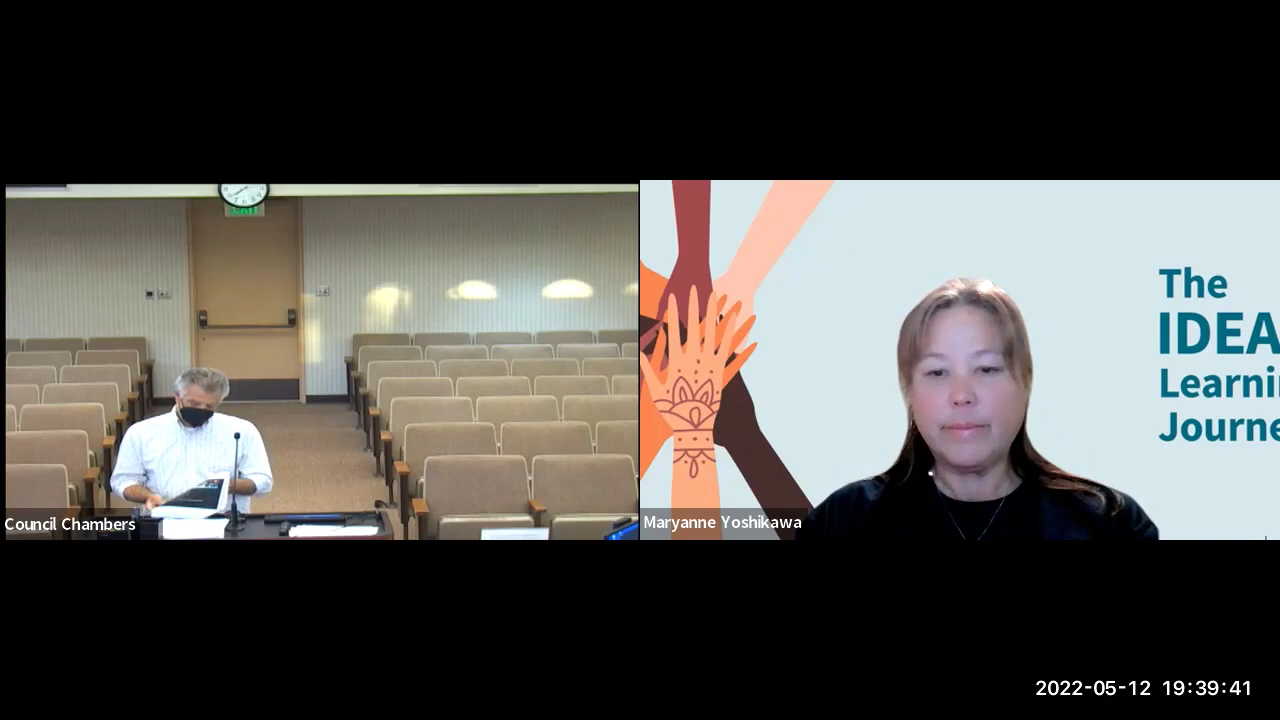 EXIT
Council Chambers
Maryanne Yoshikawa
The
IDEA
Learnin
Journe
2022-05-12 19:39:41